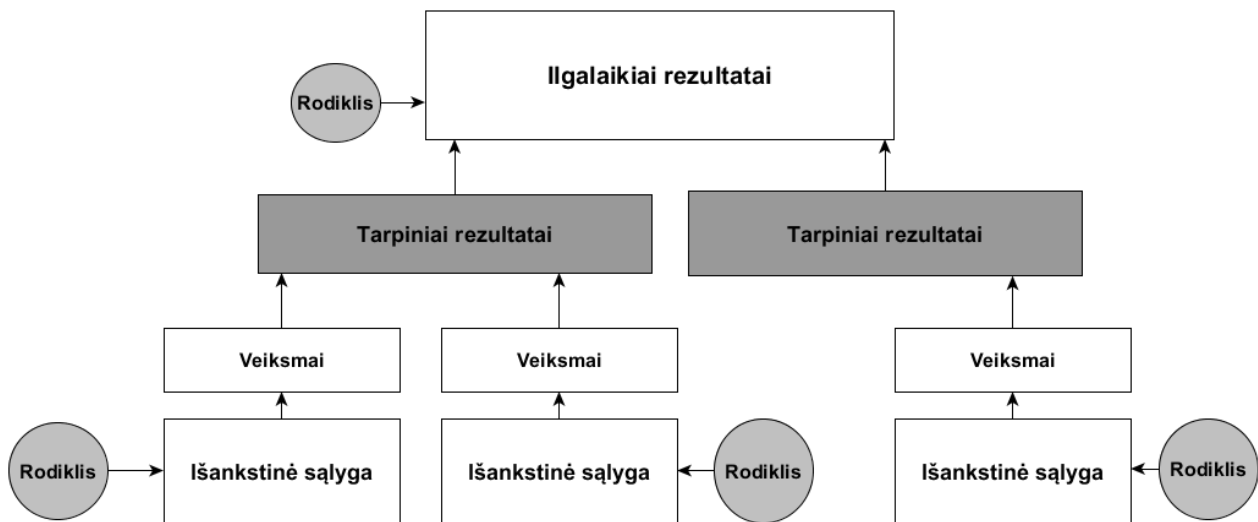 Ilgalaikiai rezultatai
Rodiklis
Tarpiniai rezultatai
Tarpiniai rezultatai
Veiksmai
Veiksmai
Veiksmai
Rodiklis
Išankstinė sąlyga
Išankstinė sąlyga
Rodiklis
Išankstinė sąlyga
Rodiklis